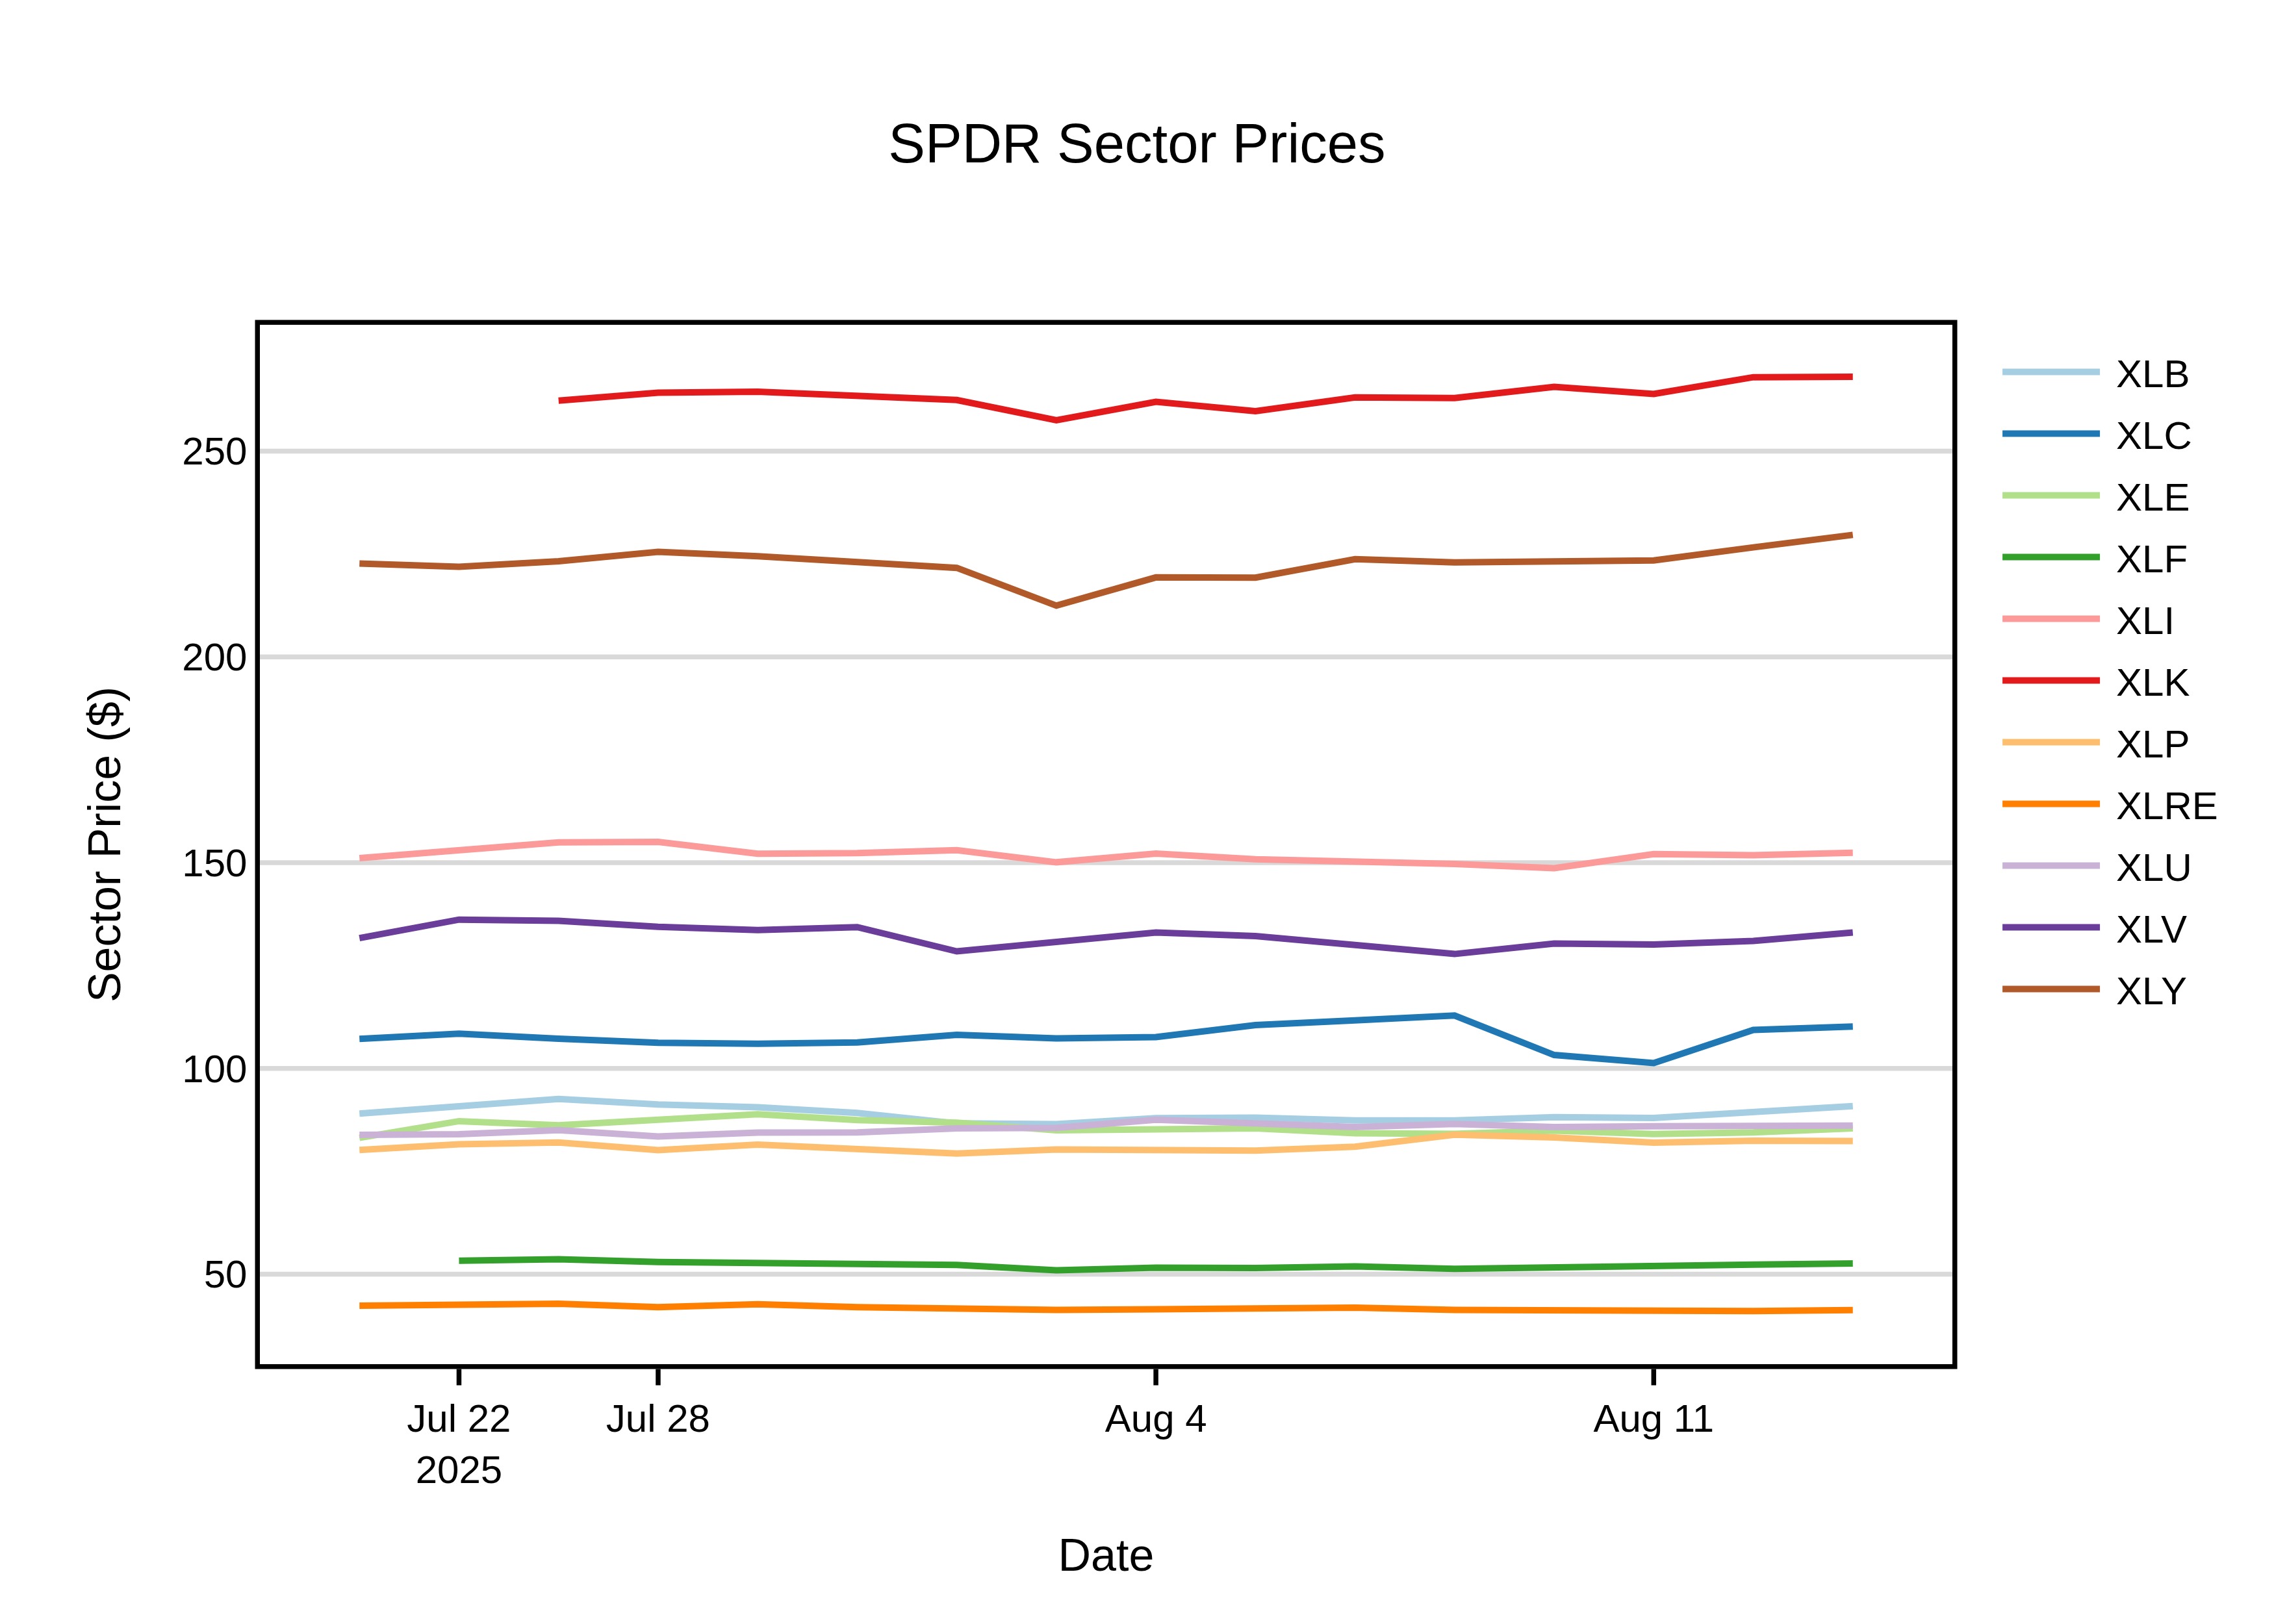 SPDR Sector Prices
XLB
XLC
XLE
XLF
XLI
XLK
XLP
XLRE
XLU
XLV
XLY
250
200
150
100
50
Sector Price ($)
Jul 22
2025
Jul 28
Aug 4
Aug 11
Date